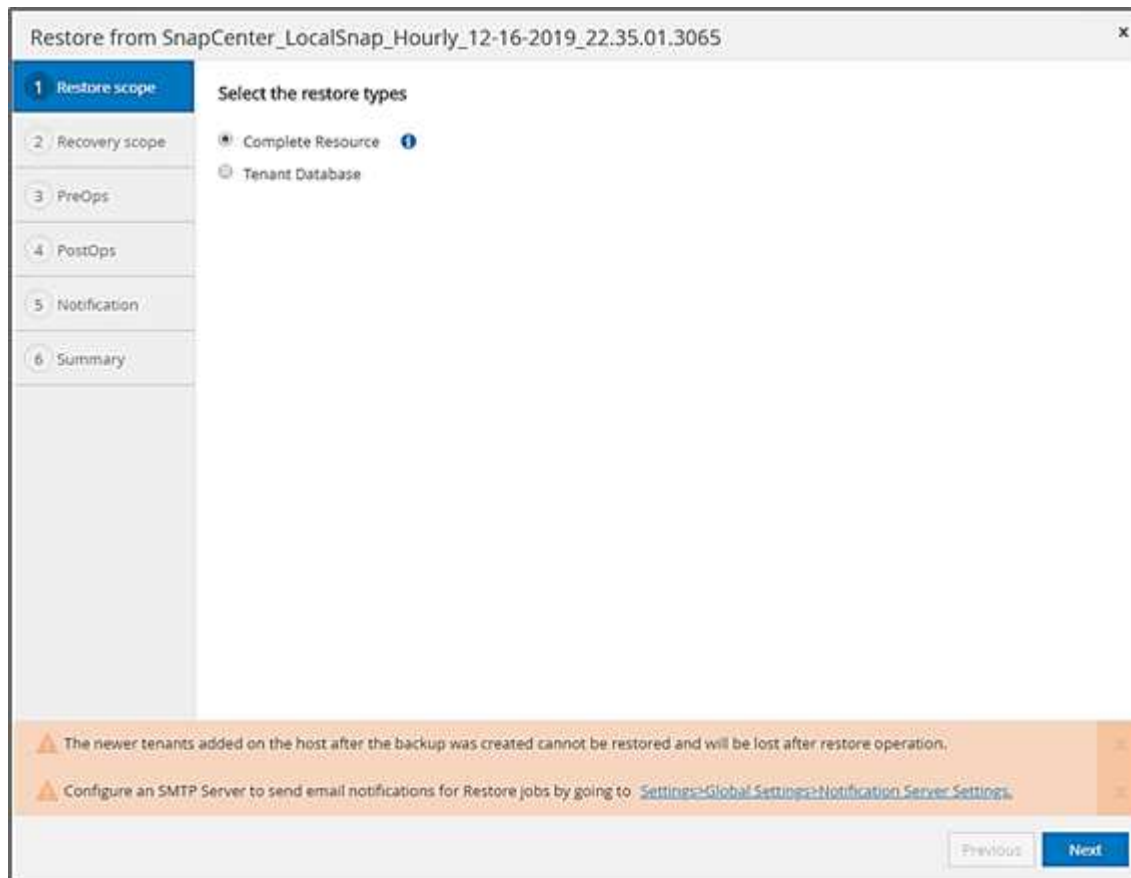 Restore from SnapCenter_LocalSnap_Hourly_12-16-2019_22.35.01.3065
x
1 Restore scope
2 Recovery scope
3 PreOps
4 PostOps
5 Notification
6 Summary
Select the restore types
Complete Resource i
Tenant Database
The newer tenants added on the host after the backup was created cannot be restored and will be lost after restore operation. x
Configure an SMTP Server to send email notifications for Restore jobs by going to Settings>Global Settings>Notification Server Settings. x
Previous Next